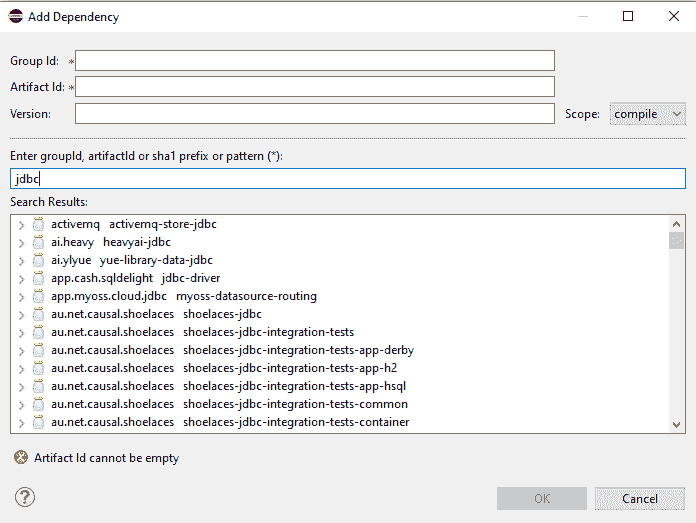 Add Dependency
Group Id: *
Artifact Id: *
Version: Scope: compile
Enter groupId, artifactId or sha1 prefix or pattern (*):
jdbc
Search Results:
activemq activemq-store-jdbc
ai.heavy heavyai-jdbc
ai.ylyue yue-library-data-jdbc
app.cash.sqldelight jdbc-driver
app.myoss.cloud.jdbc myoss-datasource-routing
au.net.causal.shoelaces shoelaces-jdbc
au.net.causal.shoelaces shoelaces-jdbc-integration-tests
au.net.causal.shoelaces shoelaces-jdbc-integration-tests-app-derby
au.net.causal.shoelaces shoelaces-jdbc-integration-tests-app-h2
au.net.causal.shoelaces shoelaces-jdbc-integration-tests-app-hsql
au.net.causal.shoelaces shoelaces-jdbc-integration-tests-common
au.net.causal.shoelaces shoelaces-jdbc-integration-tests-container
Artifact Id cannot be empty
? OK Cancel